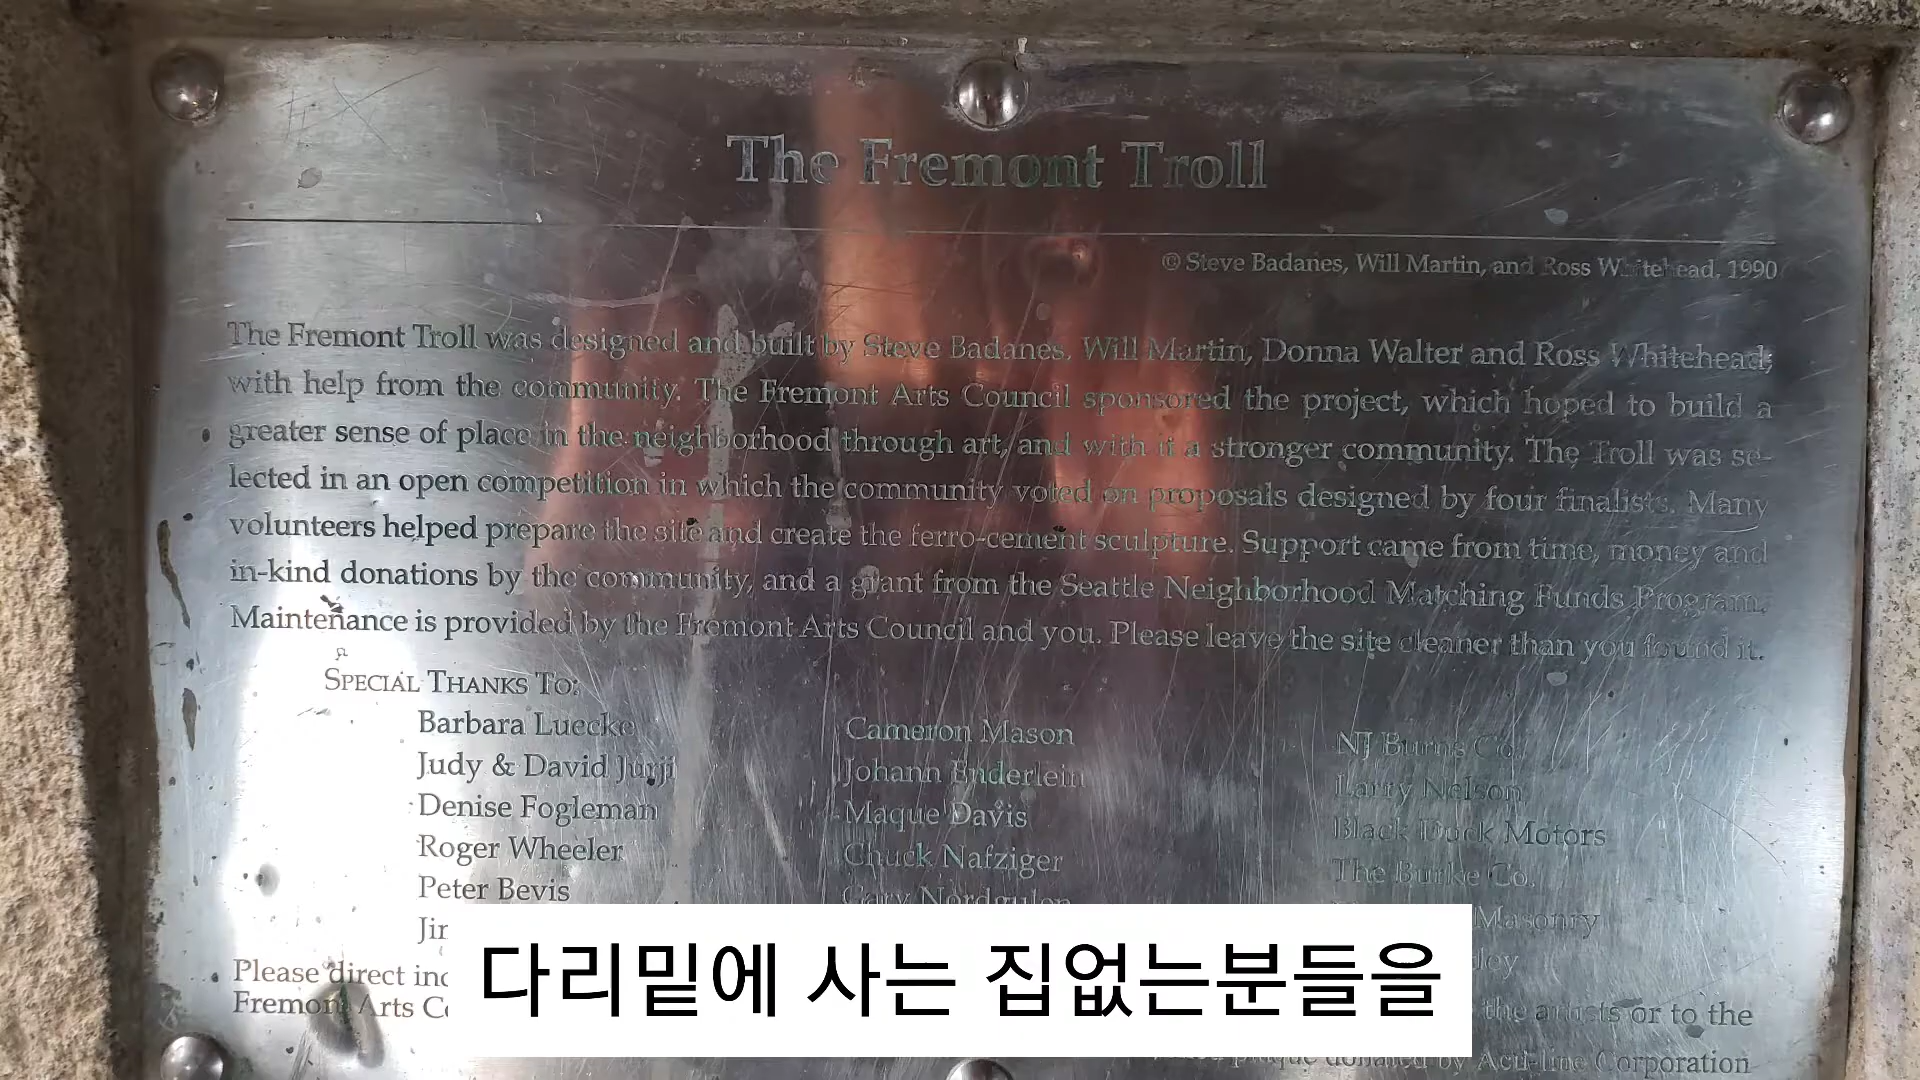 The Fremont Troll
© Steve Badanes, Will Martin, and Ross Whitehead, 1990
The Fremont Troll was designed and built by Steve Badanes, Will Martin, Donna Walter and Ross Whitehead,
with help from the community. The Fremont Arts Council sponsored the project, which hoped to build a
greater sense of place in the neighborhood through art, and with it a stronger community. The Troll was se-
lected in an open competition in which the community voted on proposals designed by four finalists. Many
volunteers helped prepare the site and create the ferro-cement sculpture. Support came from time, money and
in-kind donations by the community, and a grant from the Seattle Neighborhood Matching Funds Program.
Maintenance is provided by the Fremont Arts Council and you. Please leave the site cleaner than you found it.
SPECIAL THANKS TO:
Barbara Luecke Cameron Mason NJ Burns Co.
Judy & David Jurji Johann Enderlein Larry Nelson
Denise Fogleman Maque Davis Black Duck Motors
Roger Wheeler Chuck Nafziger The Burke Co.
Peter Bevis Masonry
Please direct the artists or to the
Fremont Arts
plaque donated by Acu-line Corporation
다리밑에 사는 집없는분들을